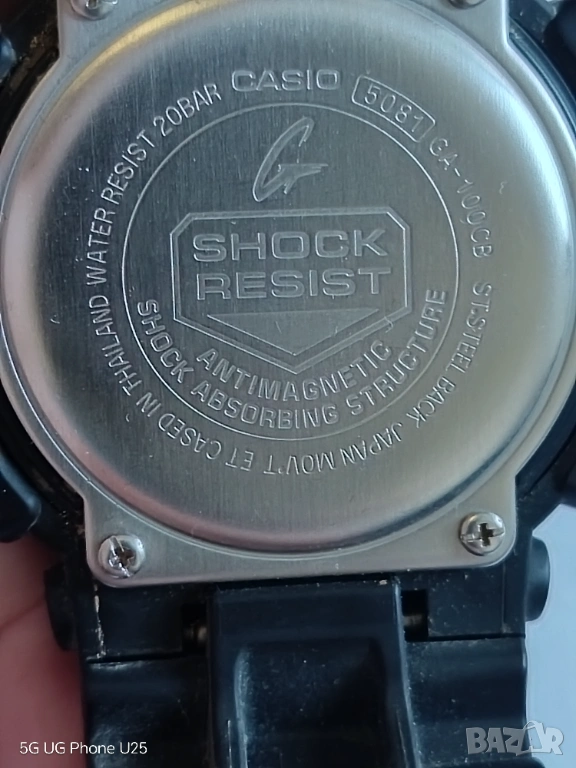 CASIO 5081 GA-100CB ST.STEEL BACK JAPAN MOV'T ET CASED IN THAILAND WATER RESIST 20BAR
G
SHOCK
RESIST
ANTIMAGNETIC
SHOCK ABSORBING STRUCTURE
5G UG Phone U25
BAZAR